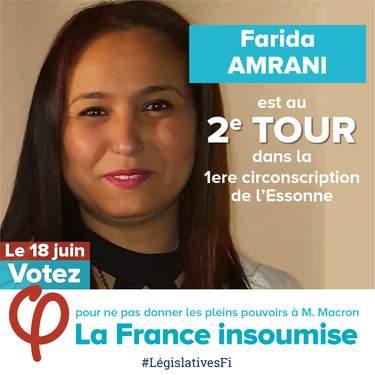 Farida
AMRANI
est au
2e TOUR
dans la
1ere circonscription
de l'Essonne
Le 18 juin
Votez
φ
pour ne pas donner les pleins pouvoirs à M. Macron
La France insoumise
#LégislativesFi